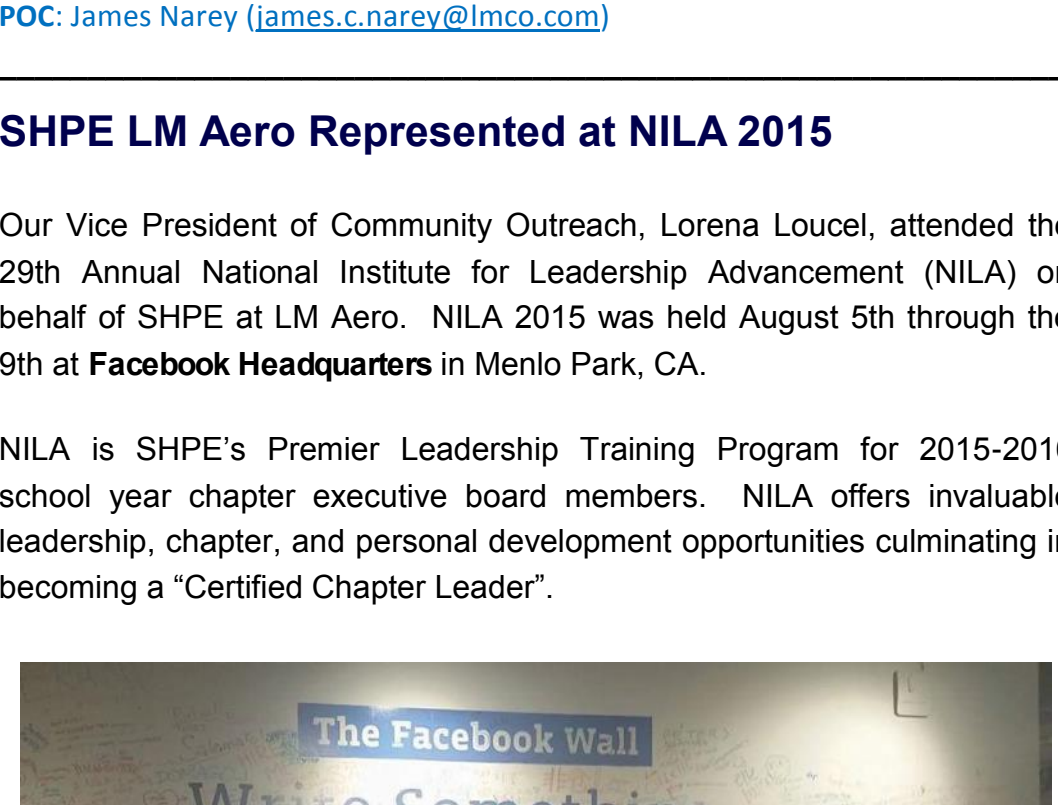 POC: James Narey (james.c.narey@lmco.com)
SHPE LM Aero Represented at NILA 2015
Our Vice President of Community Outreach, Lorena Loucel, attended the
29th Annual National Institute for Leadership Advancement (NILA) on
behalf of SHPE at LM Aero. NILA 2015 was held August 5th through the
9th at Facebook Headquarters in Menlo Park, CA.
NILA is SHPE’s Premier Leadership Training Program for 2015-2016
school year chapter executive board members. NILA offers invaluable
leadership, chapter, and personal development opportunities culminating in
becoming a “Certified Chapter Leader”.
The Facebook Wall
Write Something